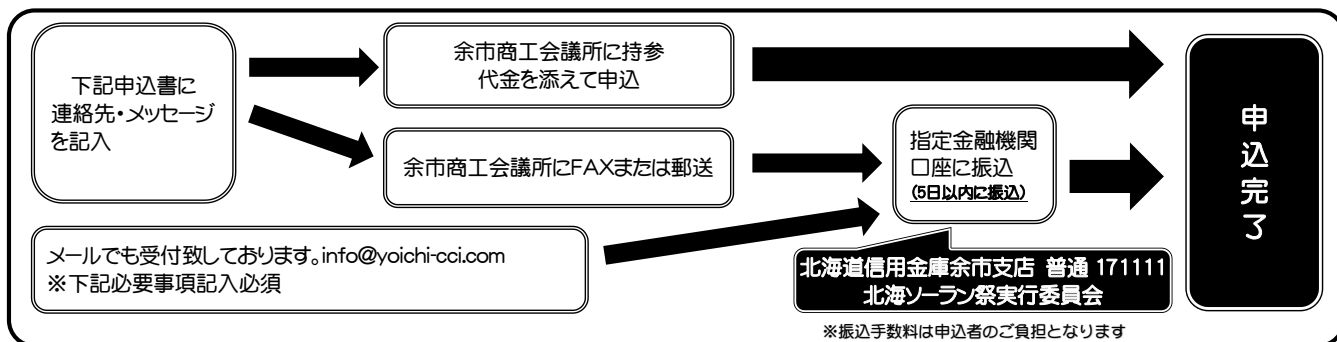 下記申込書に
連絡先・メッセージ
を記入
余市商工会議所に持参
代金を添えて申込
余市商工会議所にFAXまたは郵送
メールでも受付致しております。info@yoichi-cci.com
※下記必要事項記入必須
指定金融機関
口座に振込
(5日以内に振込)
北海道信用金庫余市支店 普通 171111
北海ソーラン祭実行委員会
※振込手数料は申込者のご負担となります
申込完了